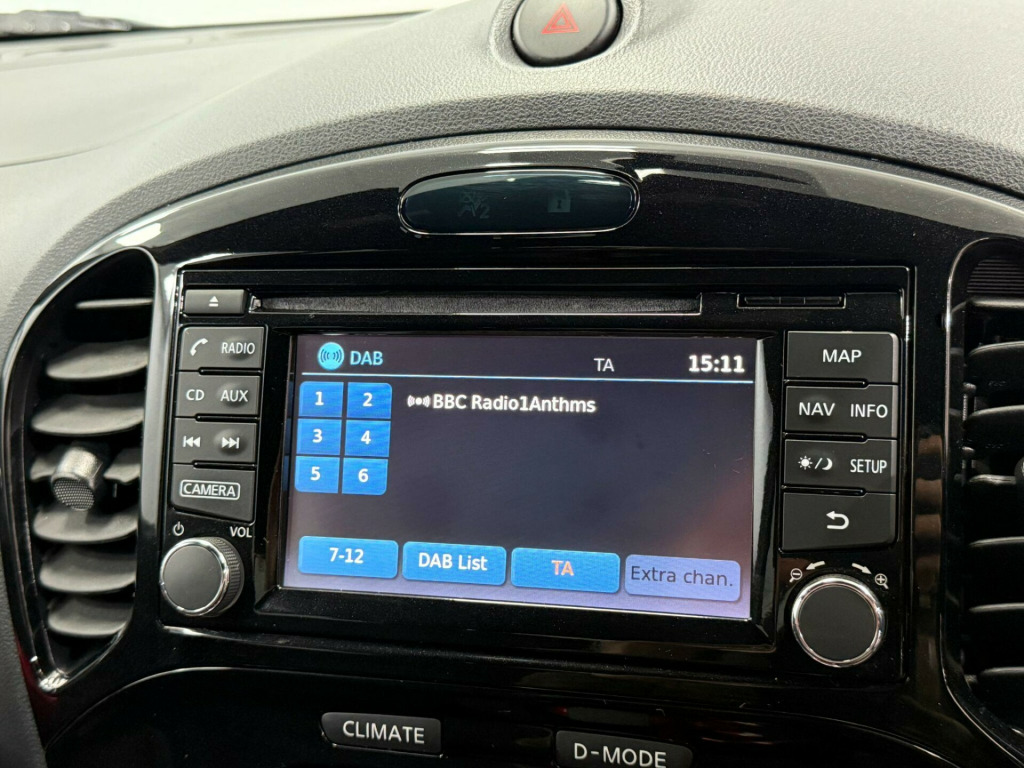 DAB TA 15:11
1 2
3 4
5 6
BBC Radio1Anthms
7-12 DAB List TA Extra chan.
RADIO
CD AUX
CAMERA
VOL
MAP
NAV INFO
SETUP
CLIMATE
D-MODE
2